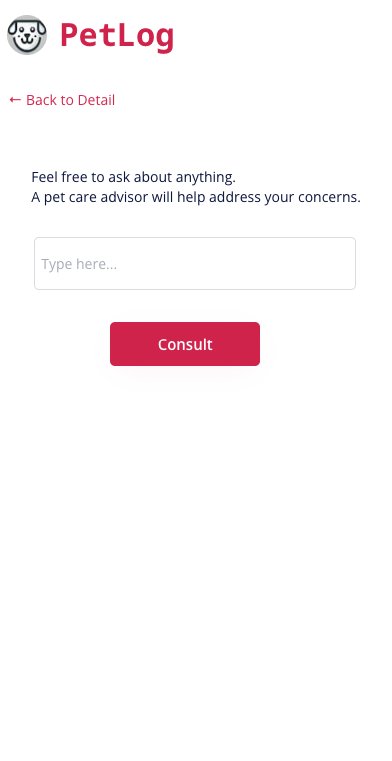 PetLog
← Back to Detail
Feel free to ask about anything.
A pet care advisor will help address your concerns.
Type here...
Consult